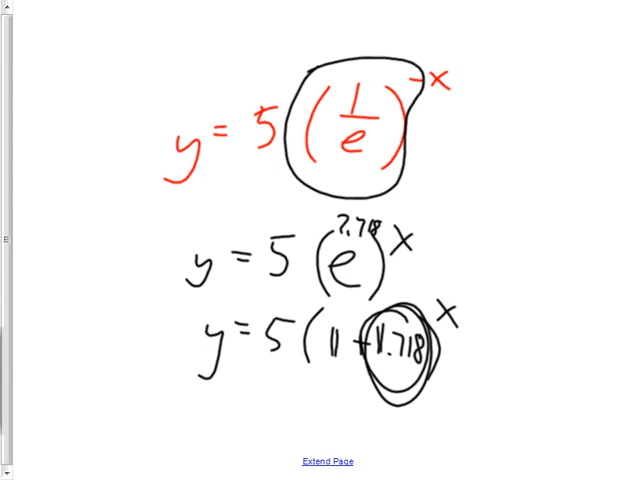 y = 5 (1/e)^-x
2.718
y = 5 (e)^x
y = 5 (1 + 1.718)^x
Extend Page